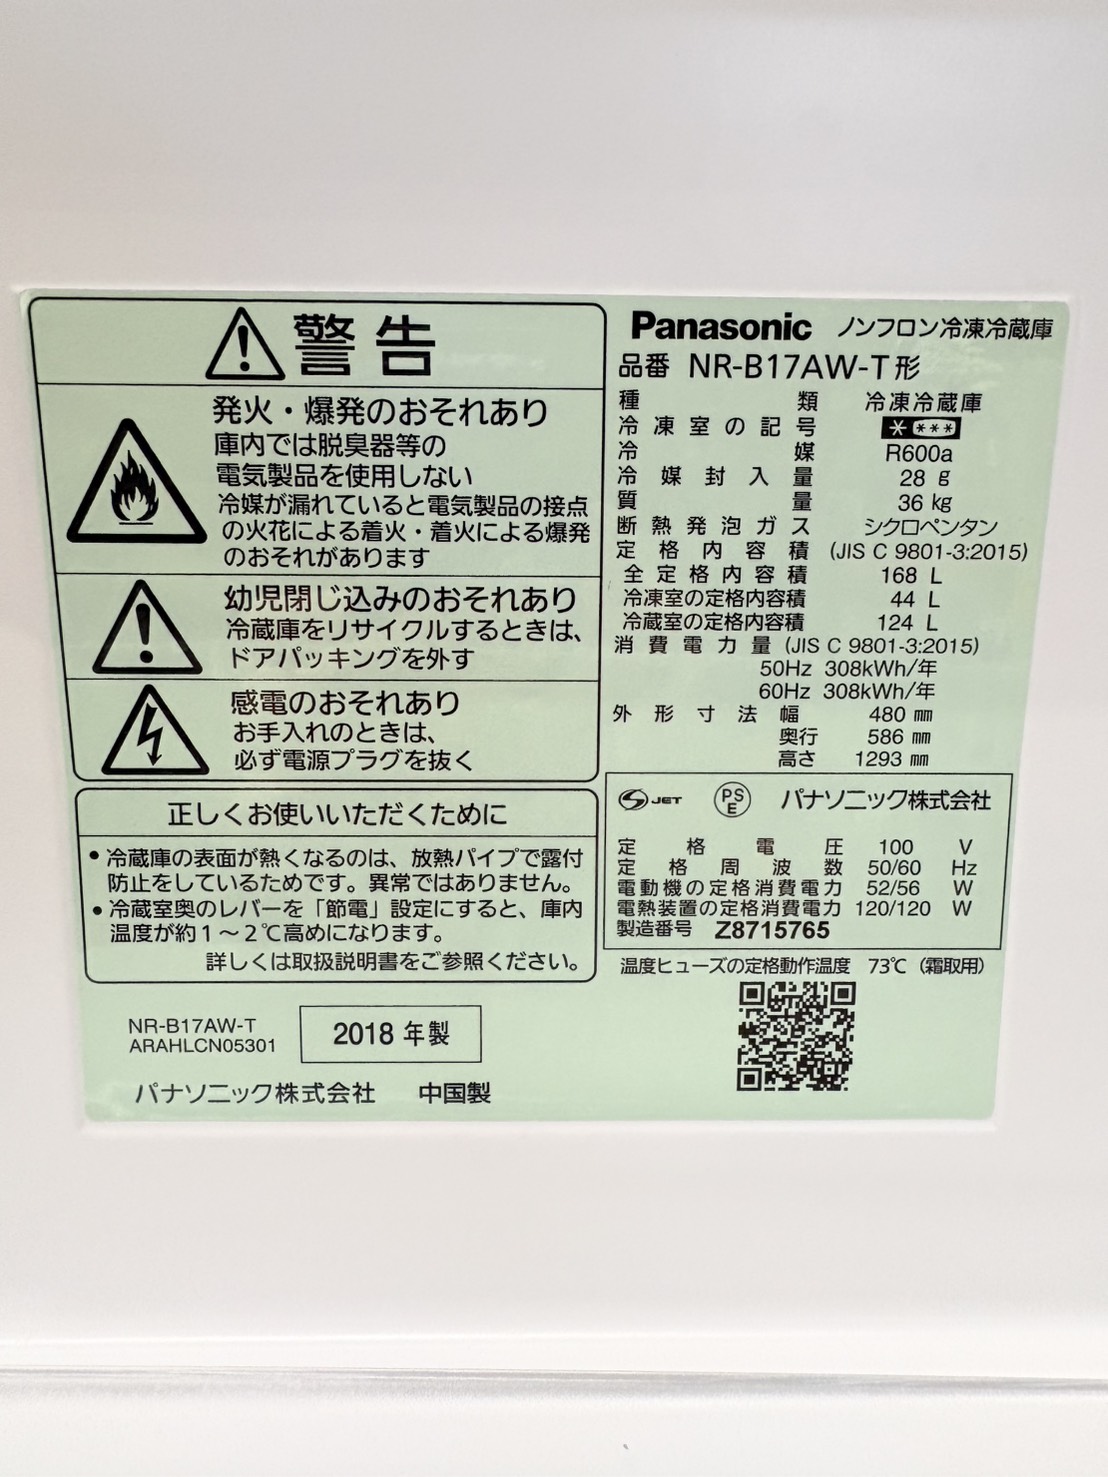 警告
発火・爆発のおそれあり
庫内では脱臭器等の
電気製品を使用しない
冷媒が漏れていると電気製品の接点
の火花による着火・着火による爆発
のおそれがあります
幼児閉じ込みのおそれあり
冷蔵庫をリサイクルするときは、
ドアパッキングを外す
感電のおそれあり
お手入れのときは、
必ず電源プラグを抜く
正しくお使いいただくために
・冷蔵庫の表面が熱くなるのは、放熱パイプで露付
防止をしているためです。異常ではありません。
・冷蔵室奥のレバーを「節電」設定にすると、庫内
温度が約1～2℃高めになります。
詳しくは取扱説明書をご参照ください。
NR-B17AW-T
ARAHLCN05301
2018 年製
パナソニック株式会社 中国製
Panasonic ノンフロン冷凍冷蔵庫
品番 NR-B17AW-T形
種類 冷凍冷蔵庫
冷凍室の記号 * ***
冷媒 R600a
冷媒封入量 28 g
質量 36 kg
断熱発泡ガス シクロペンタン
定格内容積 (JIS C 9801-3:2015)
全定格内容積 168 L
冷凍室の定格内容積 44 L
冷蔵室の定格内容積 124 L
消費電力量 (JIS C 9801-3:2015)
50Hz 308kWh/年
60Hz 308kWh/年
外形寸法 幅 480 mm
奥行 586 mm
高さ 1293 mm
JET PSE パナソニック株式会社
定格電圧 100 V
定格周波数 50/60 Hz
電動機の定格消費電力 52/56 W
電熱装置の定格消費電力 120/120 W
製造番号 Z8715765
温度ヒューズの定格動作温度 73℃(霜取用)